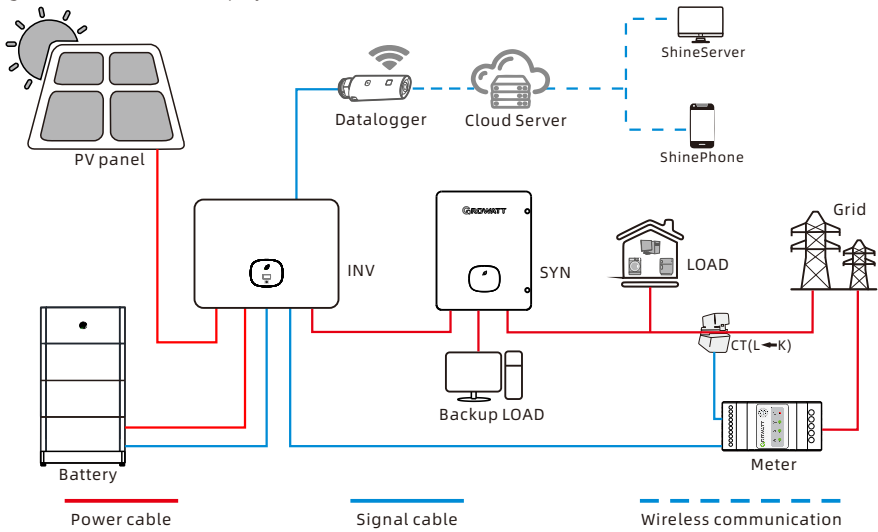 ShineServer
Datalogger
Cloud Server
ShinePhone
PV panel
GROWATT
Grid
INV
SYN
LOAD
CT(L K)
Backup LOAD
GROWATT
Battery
Meter
Power cable
Signal cable
Wireless communication